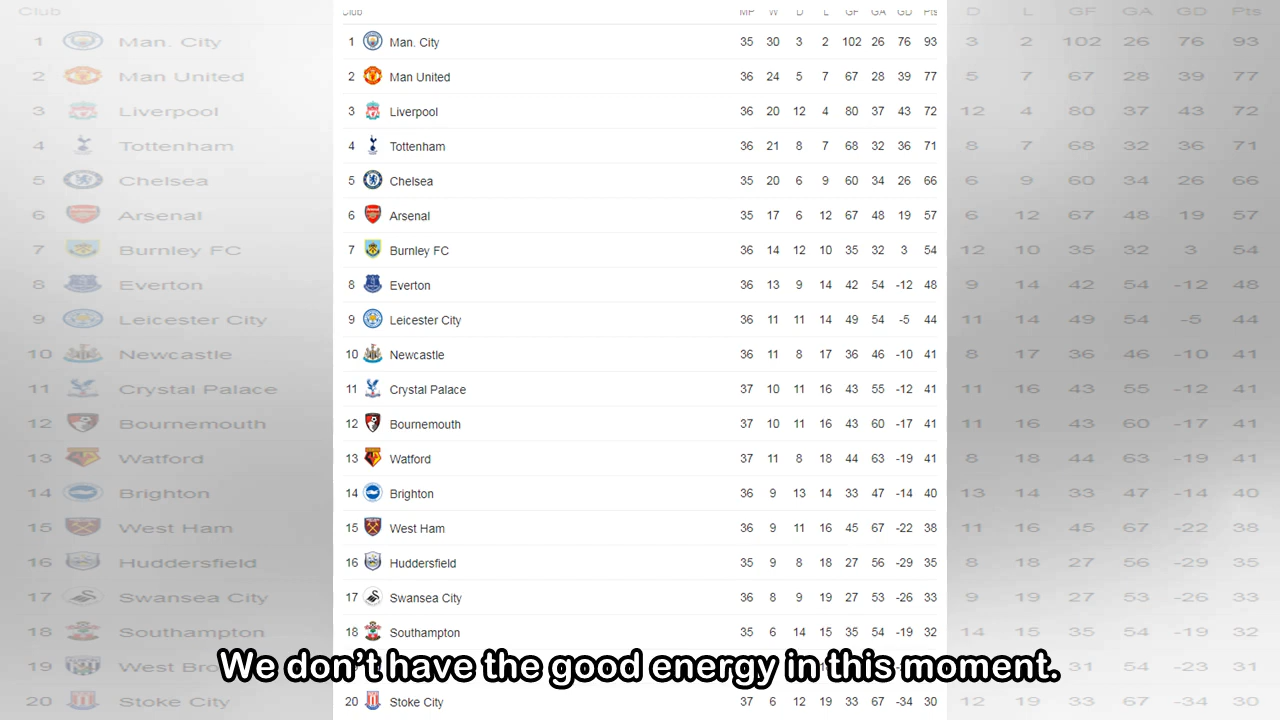 Club MP W D L GF GA GD Pts
1 Man. City 35 30 3 2 102 26 76 93
2 Man United 36 24 5 7 67 28 39 77
3 Liverpool 36 20 12 4 80 37 43 72
4 Tottenham 36 21 8 7 68 32 36 71
5 Chelsea 35 20 6 9 60 34 26 66
6 Arsenal 35 17 6 12 67 48 19 57
7 Burnley FC 36 14 12 10 35 32 3 54
8 Everton 36 13 9 14 42 54 -12 48
9 Leicester City 36 11 11 14 49 54 -5 44
10 Newcastle 36 11 8 17 36 46 -10 41
11 Crystal Palace 37 10 11 16 43 55 -12 41
12 Bournemouth 37 10 11 16 43 60 -17 41
13 Watford 37 11 8 18 44 63 -19 41
14 Brighton 36 9 13 14 33 47 -14 40
15 West Ham 36 9 11 16 45 67 -22 38
16 Huddersfield 35 9 8 18 27 56 -29 35
17 Swansea City 36 8 9 19 27 53 -26 33
18 Southampton 35 6 14 15 35 54 -19 32
19 West Bro 31 54 -23 31
We don't have the good energy in this moment.
20 Stoke City 37 6 12 19 33 67 -34 30